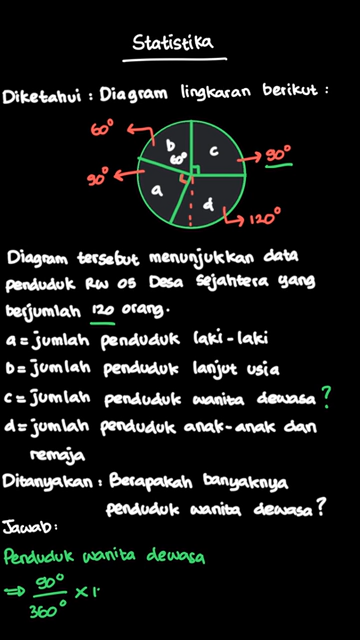 Statistika
Diketahui : Diagram lingkaran berikut :
60°
b
c
60°
90°
90°
a
d
120°
Diagram tersebut menunjukkan data
penduduk RW 05 Desa Sejahtera yang
berjumlah 120 orang.
a = jumlah penduduk laki-laki
b = jumlah penduduk lanjut usia
c = jumlah penduduk wanita dewasa ?
d = jumlah penduduk anak-anak dan
remaja
Ditanyakan : Berapakah banyaknya
penduduk wanita dewasa ?
Jawab :
Penduduk wanita dewasa
⇒ 90°/360° × 1